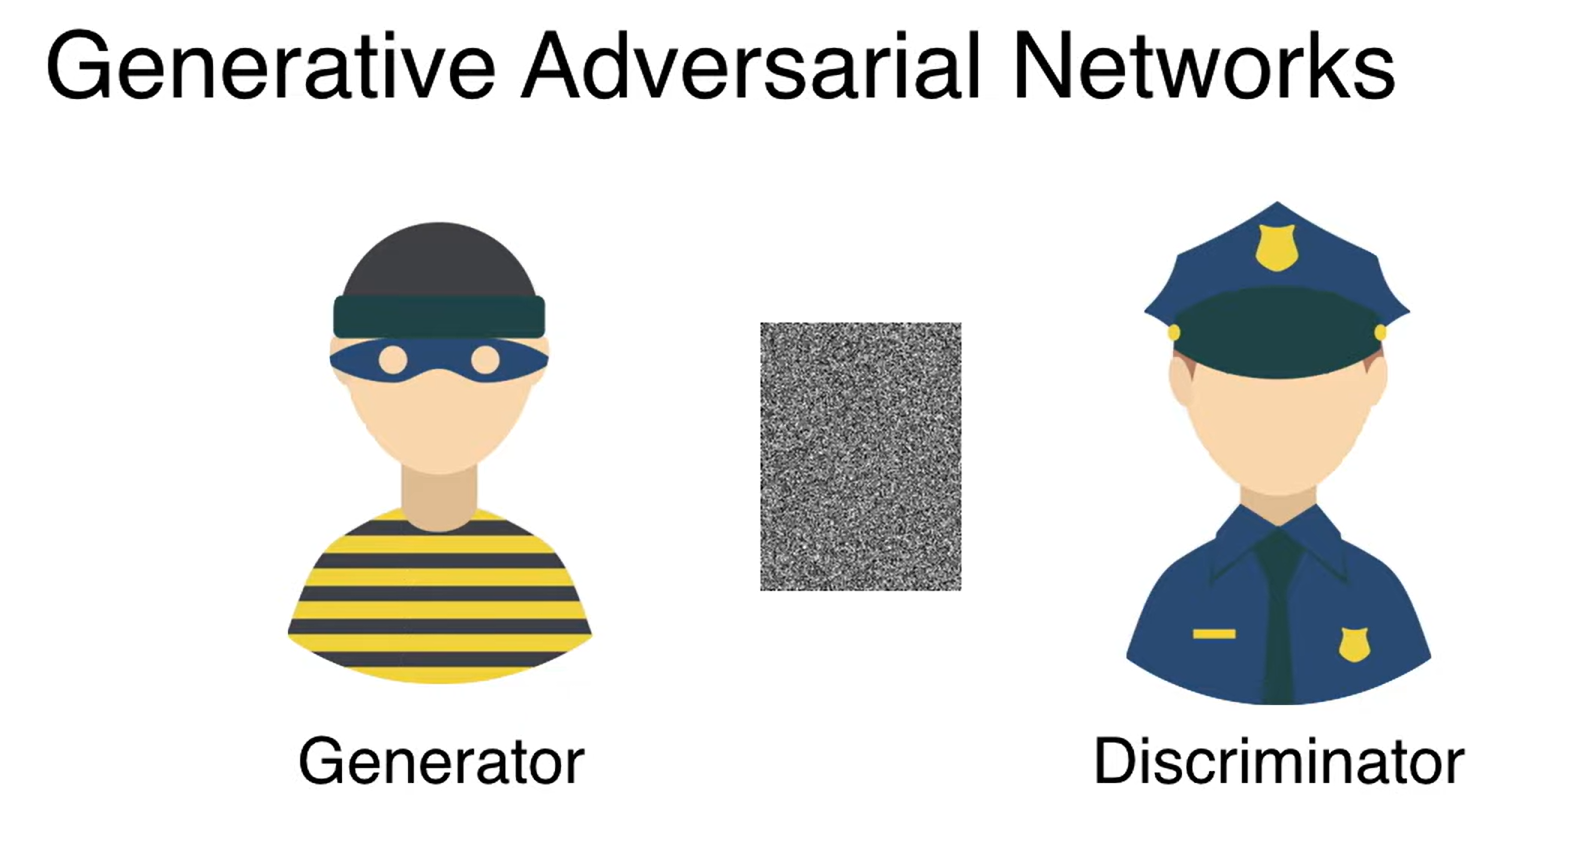 Generative Adversarial Networks
Generator
Discriminator